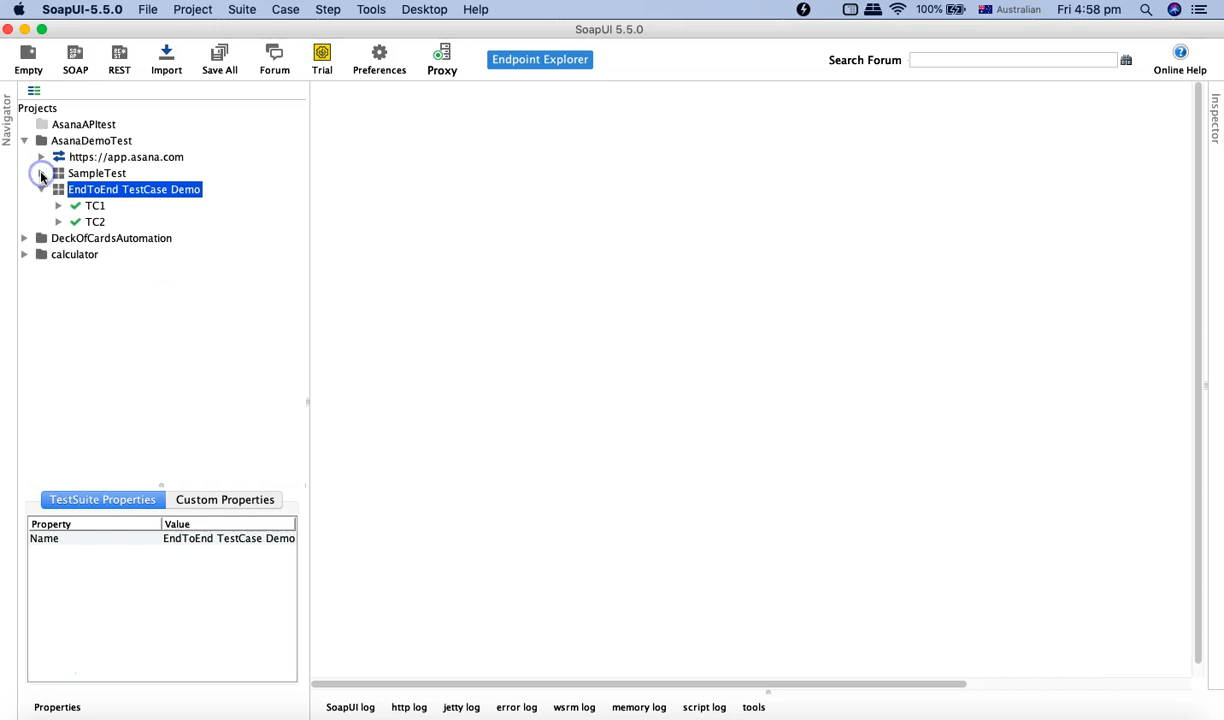 SoapUI-5.5.0 File Project Suite Case Step Tools Desktop Help 100% Australian Fri 4:58 pm
SoapUI 5.5.0
Empty SOAP REST Import Save All Forum Trial Preferences Proxy Endpoint Explorer Search Forum Online Help
Navigator
Inspector
Projects
AsanaAPItest
AsanaDemoTest
https://app.asana.com
SampleTest
EndToEnd TestCase Demo
TC1
TC2
DeckOfCardsAutomation
calculator
TestSuite Properties Custom Properties
Property Value
Name EndToEnd TestCase Demo
Properties SoapUI log http log jetty log error log wsrm log memory log script log tools